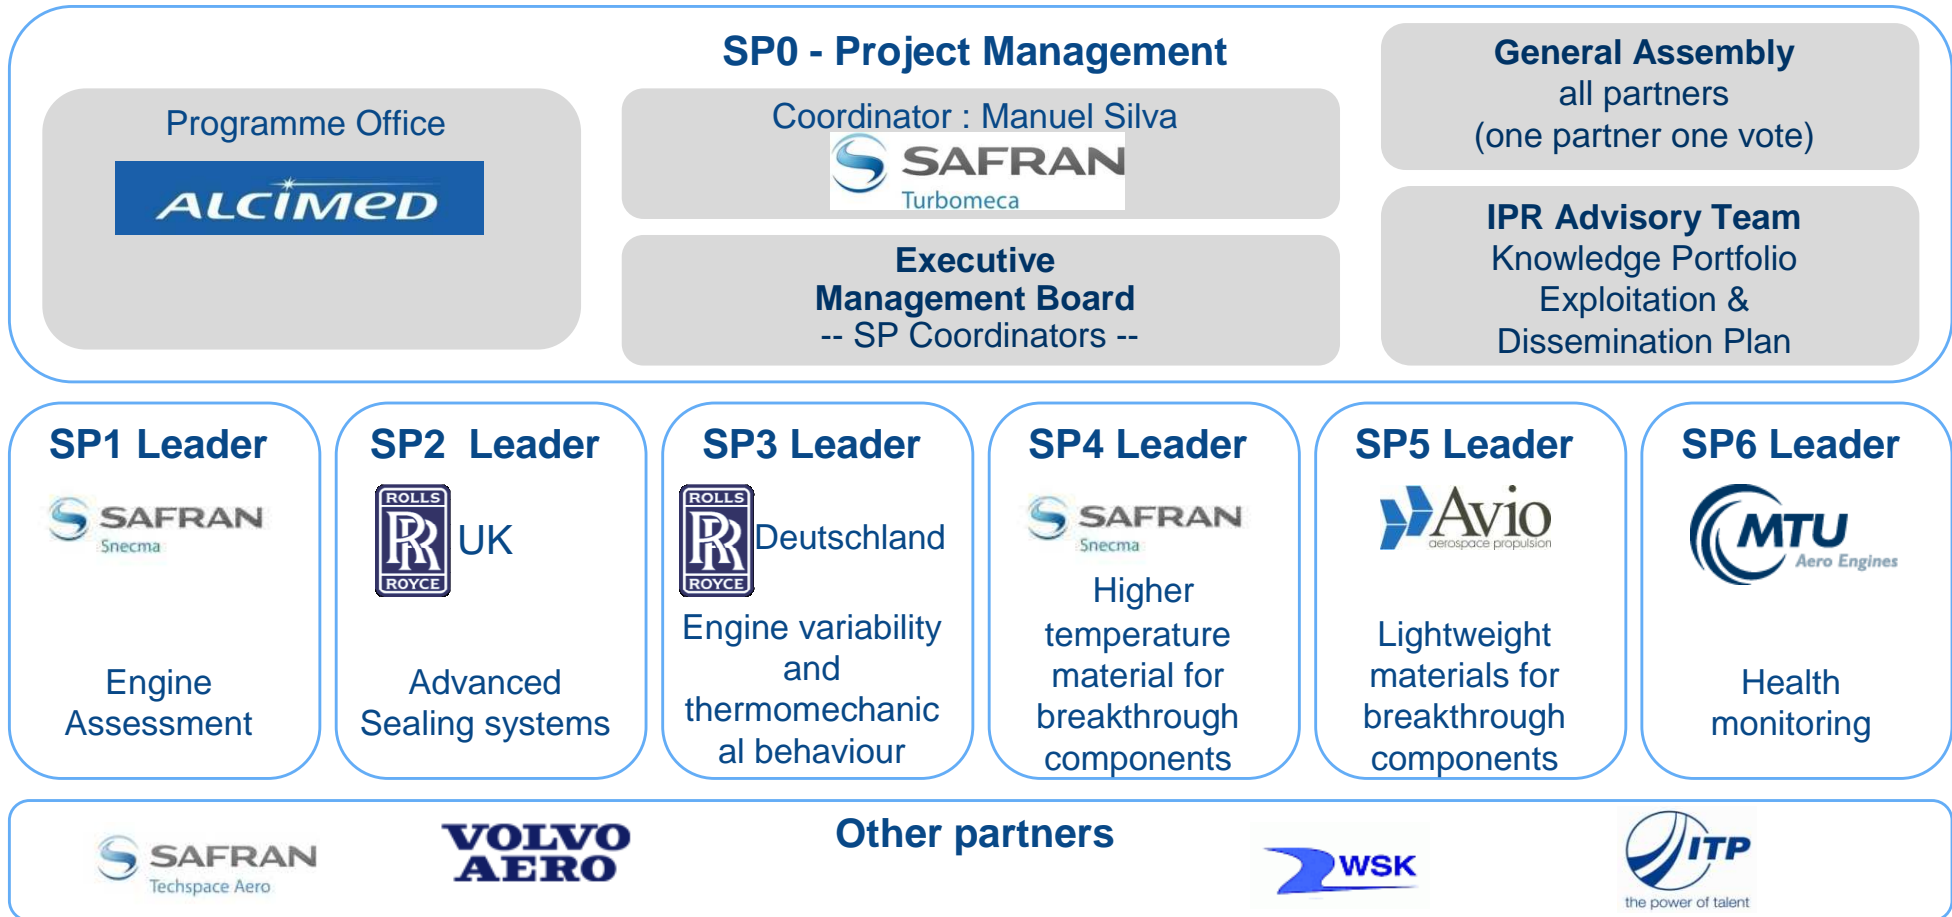 SP0 - Project Management
Programme Office
ALCIMED
Coordinator : Manuel Silva
SAFRAN
Turbomeca
Executive
Management Board
-- SP Coordinators --
General Assembly
all partners
(one partner one vote)
IPR Advisory Team
Knowledge Portfolio
Exploitation &
Dissemination Plan
SP1 Leader
SAFRAN
Snecma
Engine
Assessment
SP2 Leader
ROLLS
RR
ROYCE
UK
Advanced
Sealing systems
SP3 Leader
ROLLS
RR
ROYCE
Deutschland
Engine variability
and
thermomechanic
al behaviour
SP4 Leader
SAFRAN
Snecma
Higher
temperature
material for
breakthrough
components
SP5 Leader
Avio
aerospace propulsion
Lightweight
materials for
breakthrough
components
SP6 Leader
MTU
Aero Engines
Health
monitoring
Other partners
SAFRAN
Techspace Aero
VOLVO
AERO
WSK
ITP
the power of talent